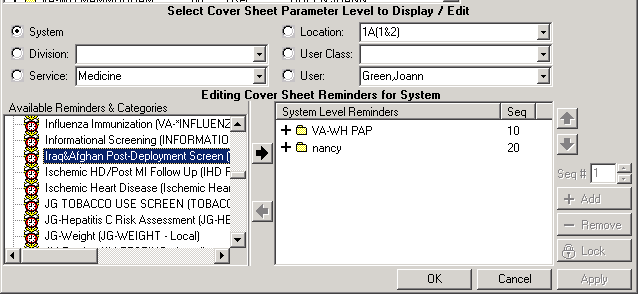 Select Cover Sheet Parameter Level to Display / Edit
System
Location: 1A(1&2)
Division:
User Class:
Service: Medicine
User: Green,Joann
Editing Cover Sheet Reminders for System
Available Reminders & Categories
System Level Reminders Seq
Influenza Immunization (VA-*INFLUENZ
Informational Screening (INFORMATIO
Iraq&Afghan Post-Deployment Screen (
Ischemic HD/Post MI Follow Up (IHD F
Ischemic Heart Disease (Ischemic Hear
JG TOBACCO USE SCREEN (TOBACC
JG-Hepatitis C Risk Assessment (JG-HE
JG-Weight (JG-WEIGHT - Local)
VA-WH PAP 10
nancy 20
Seq # 1
Add
Remove
Lock
OK Cancel Apply